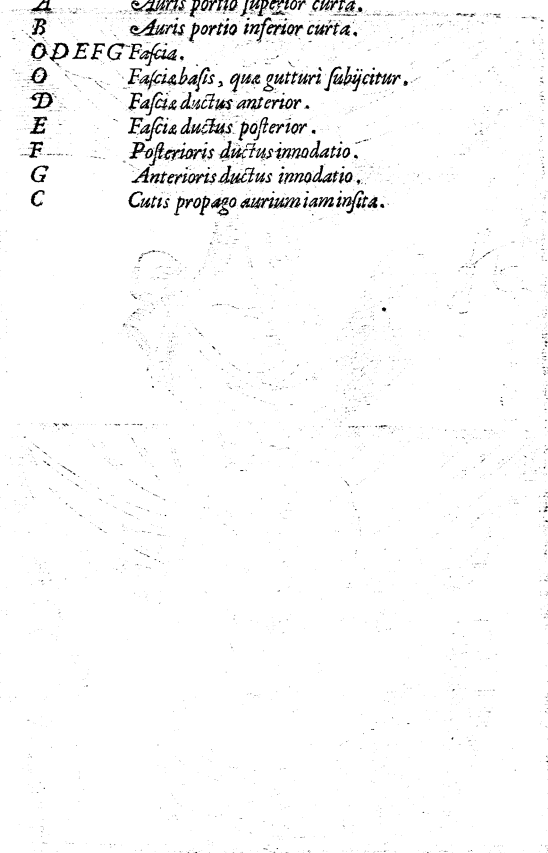 A Auris portio superior curta.
B Auris portio inferior curta.
ODEFG Fascia.
O Fasciæ basis, quæ gutturi subijcitur.
D Fasciæ ductus anterior.
E Fasciæ ductus posterior.
F Posterioris ductus innodatio.
G Anterioris ductus innodatio.
C Cutis propago aurium iam insita.